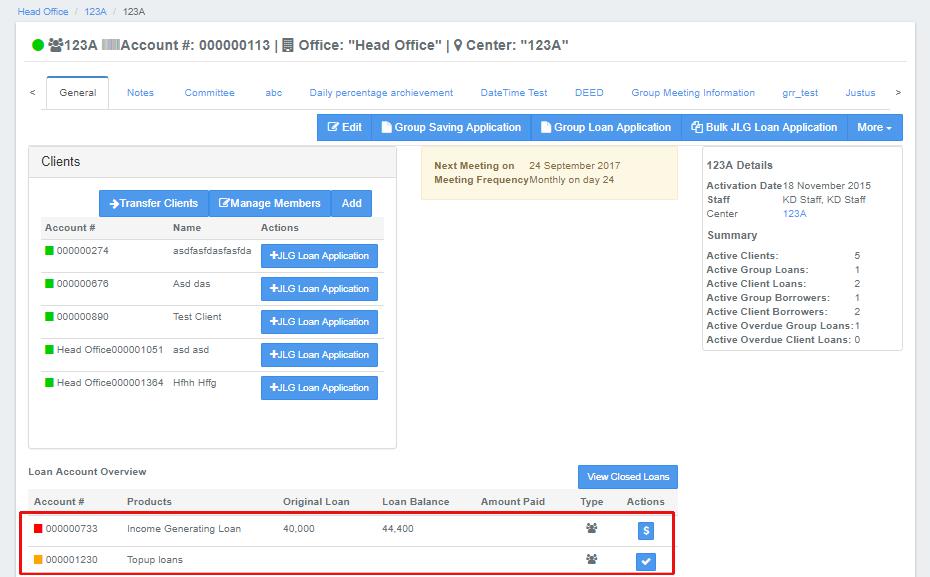 Head Office / 123A / 123A
123A Account #: 000000113 | Office: "Head Office" | Center: "123A"
< General Notes Committee abc Daily percentage archievement DateTime Test DEED Group Meeting Information grr_test Justus >
Edit Group Saving Application Group Loan Application Bulk JLG Loan Application More
Clients
Transfer Clients Manage Members Add
Account # Name Actions
000000274 asdfasfdasfasfda +JLG Loan Application
000000676 Asd das +JLG Loan Application
000000890 Test Client +JLG Loan Application
Head Office000001051 asd asd +JLG Loan Application
Head Office000001364 Hfhh Hffg +JLG Loan Application
Next Meeting on 24 September 2017
Meeting Frequency Monthly on day 24
123A Details
Activation Date 18 November 2015
Staff KD Staff, KD Staff
Center 123A
Summary
Active Clients: 5
Active Group Loans: 1
Active Client Loans: 2
Active Group Borrowers: 1
Active Client Borrowers: 2
Active Overdue Group Loans: 1
Active Overdue Client Loans: 0
Loan Account Overview
View Closed Loans
Account # Products Original Loan Loan Balance Amount Paid Type Actions
000000733 Income Generating Loan 40,000 44,400 $
000001230 Topup loans